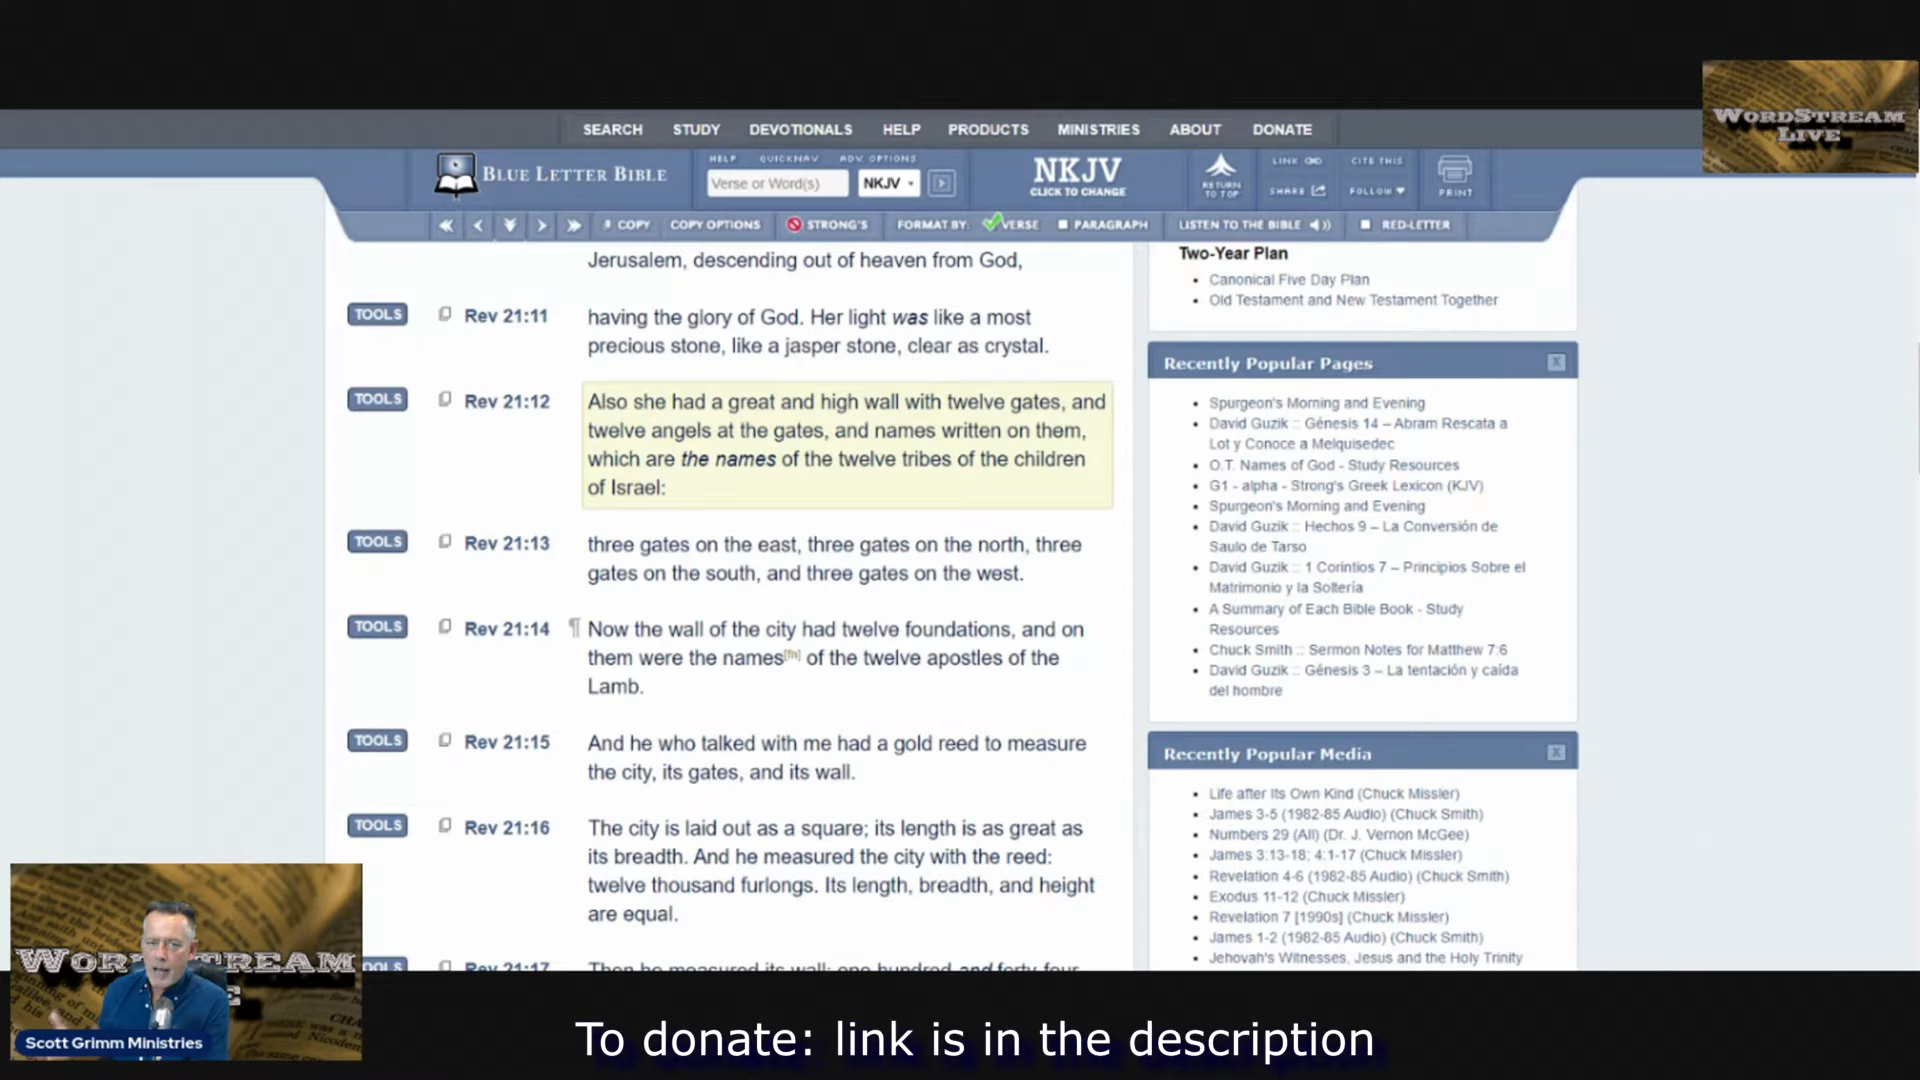 WORDSTREAM
LIVE
SEARCH STUDY DEVOTIONALS HELP PRODUCTS MINISTRIES ABOUT DONATE
BLUE LETTER BIBLE
HELP QUICKNAV ADV. OPTIONS
Verse or Word(s) NKJV
NKJV
CLICK TO CHANGE
RETURN
TO TOP
LINK CITE THIS
SHARE FOLLOW
PRINT
COPY COPY OPTIONS STRONG'S FORMAT BY: VERSE PARAGRAPH LISTEN TO THE BIBLE RED-LETTER
Jerusalem, descending out of heaven from God,
TOOLS Rev 21:11 having the glory of God. Her light was like a most
precious stone, like a jasper stone, clear as crystal.
TOOLS Rev 21:12 Also she had a great and high wall with twelve gates, and
twelve angels at the gates, and names written on them,
which are the names of the twelve tribes of the children
of Israel:
TOOLS Rev 21:13 three gates on the east, three gates on the north, three
gates on the south, and three gates on the west.
TOOLS Rev 21:14 ¶ Now the wall of the city had twelve foundations, and on
them were the names[fn] of the twelve apostles of the
Lamb.
TOOLS Rev 21:15 And he who talked with me had a gold reed to measure
the city, its gates, and its wall.
TOOLS Rev 21:16 The city is laid out as a square; its length is as great as
its breadth. And he measured the city with the reed:
twelve thousand furlongs. Its length, breadth, and height
are equal.
Rev 21:17 Then he measured its wall: one hundred and forty-four
Two-Year Plan
Canonical Five Day Plan
Old Testament and New Testament Together
Recently Popular Pages
Spurgeon's Morning and Evening
David Guzik :: Génesis 14 – Abram Rescata a
Lot y Conoce a Melquisedec
O.T. Names of God - Study Resources
G1 - alpha - Strong's Greek Lexicon (KJV)
Spurgeon's Morning and Evening
David Guzik :: Hechos 9 – La Conversión de
Saulo de Tarso
David Guzik :: 1 Corintios 7 – Principios Sobre el
Matrimonio y la Soltería
A Summary of Each Bible Book - Study
Resources
Chuck Smith :: Sermon Notes for Matthew 7:6
David Guzik :: Génesis 3 – La tentación y caída
del hombre
Recently Popular Media
Life after Its Own Kind (Chuck Missler)
James 3-5 (1982-85 Audio) (Chuck Smith)
Numbers 29 (All) (Dr. J. Vernon McGee)
James 3:13-18; 4:1-17 (Chuck Missler)
Revelation 4-6 (1982-85 Audio) (Chuck Smith)
Exodus 11-12 (Chuck Missler)
Revelation 7 [1990s] (Chuck Missler)
James 1-2 (1982-85 Audio) (Chuck Smith)
Jehovah's Witnesses, Jesus and the Holy Trinity
Scott Grimm Ministries
To donate: link is in the description